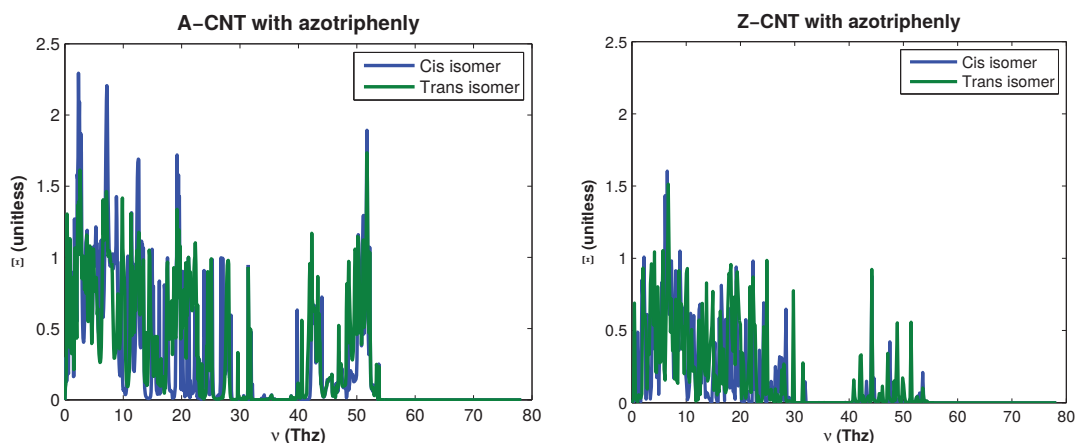 A−CNT with azotriphenly
2.5
2
1.5
1
0.5
0
Ξ (unitless)
Cis isomer
Trans isomer
0 10 20 30 40 50 60 70 80
ν (Thz)
Z−CNT with azotriphenly
2.5
2
1.5
1
0.5
0
Ξ (unitless)
Cis isomer
Trans isomer
0 10 20 30 40 50 60 70 80
ν (Thz)